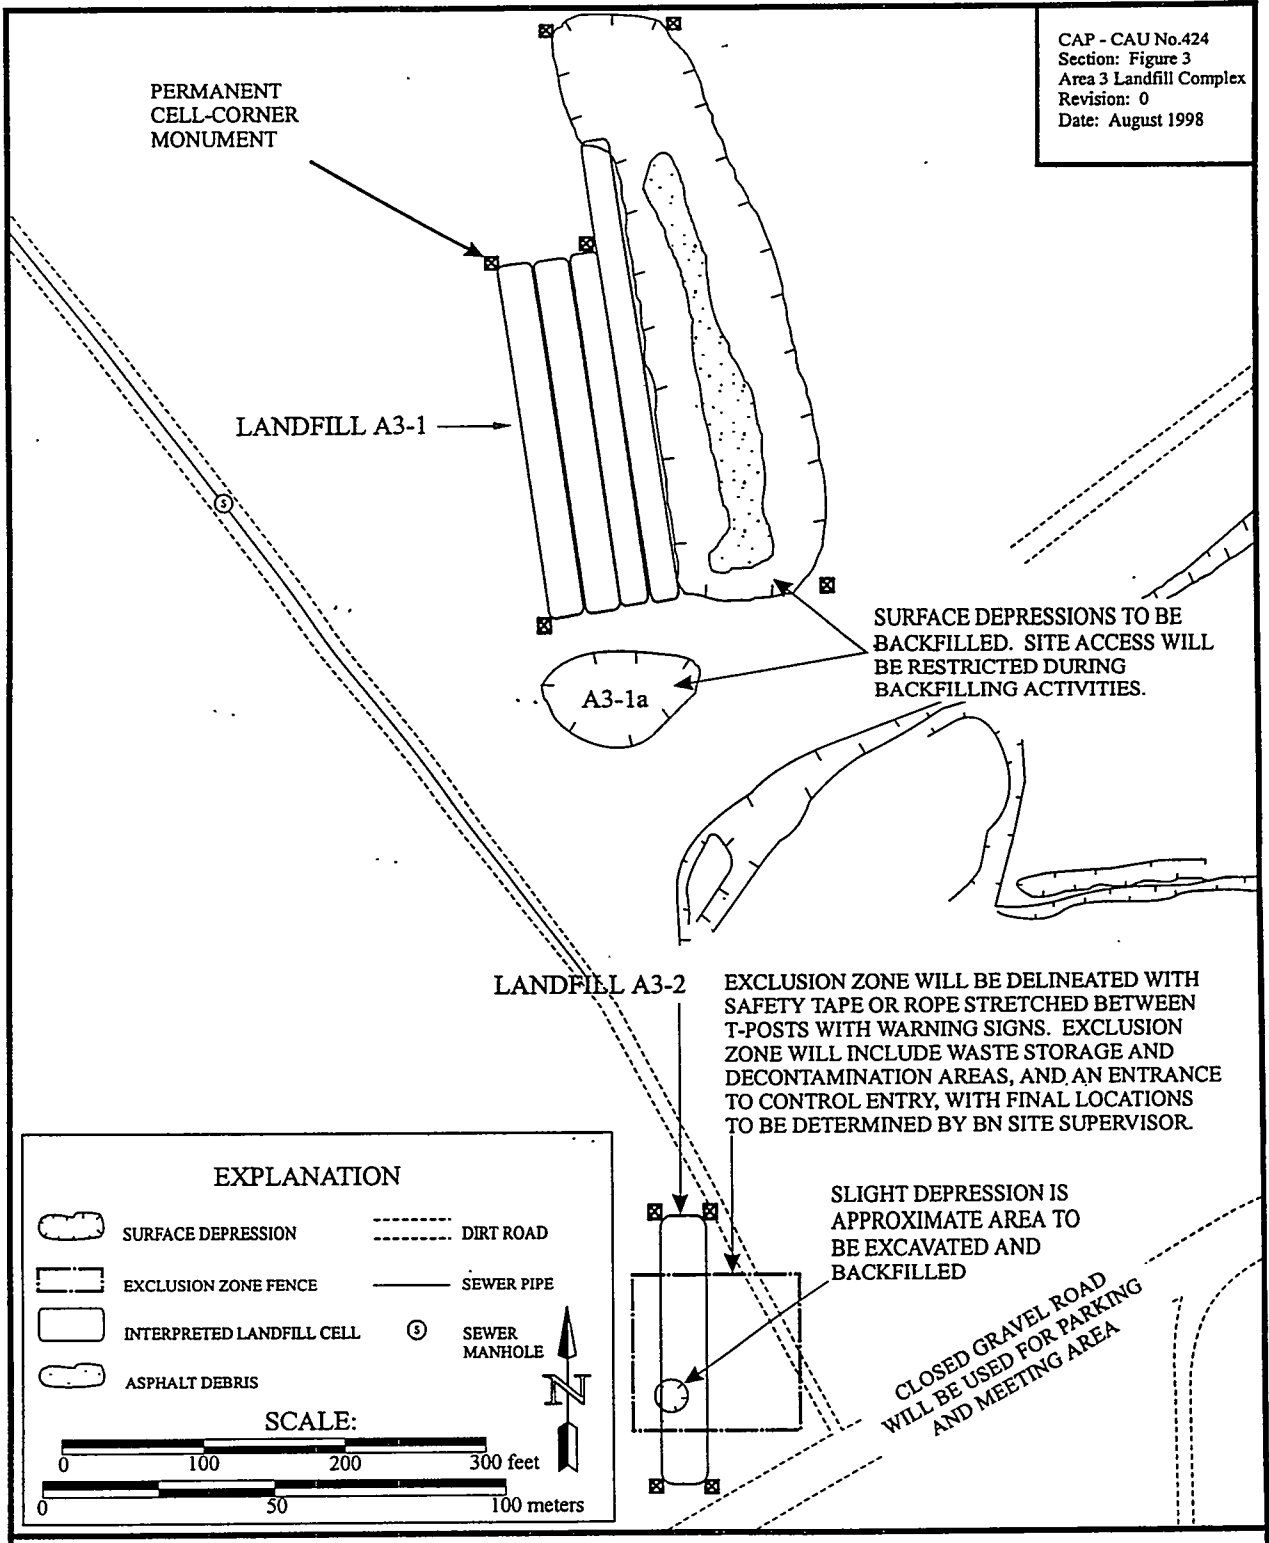 CAP - CAU No.424
Section: Figure 3
Area 3 Landfill Complex
Revision: 0
Date: August 1998
PERMANENT
CELL-CORNER
MONUMENT
LANDFILL A3-1
S
SURFACE DEPRESSIONS TO BE
BACKFILLED. SITE ACCESS WILL
BE RESTRICTED DURING
BACKFILLING ACTIVITIES.
A3-1a
LANDFILL A3-2
EXCLUSION ZONE WILL BE DELINEATED WITH
SAFETY TAPE OR ROPE STRETCHED BETWEEN
T-POSTS WITH WARNING SIGNS. EXCLUSION
ZONE WILL INCLUDE WASTE STORAGE AND
DECONTAMINATION AREAS, AND AN ENTRANCE
TO CONTROL ENTRY, WITH FINAL LOCATIONS
TO BE DETERMINED BY BN SITE SUPERVISOR.
SLIGHT DEPRESSION IS
APPROXIMATE AREA TO
BE EXCAVATED AND
BACKFILLED
CLOSED GRAVEL ROAD
WILL BE USED FOR PARKING
AND MEETING AREA
EXPLANATION
SURFACE DEPRESSION
DIRT ROAD
EXCLUSION ZONE FENCE
SEWER PIPE
INTERPRETED LANDFILL CELL
S
SEWER
MANHOLE
ASPHALT DEBRIS
N
SCALE:
0 100 200 300 feet
0 50 100 meters